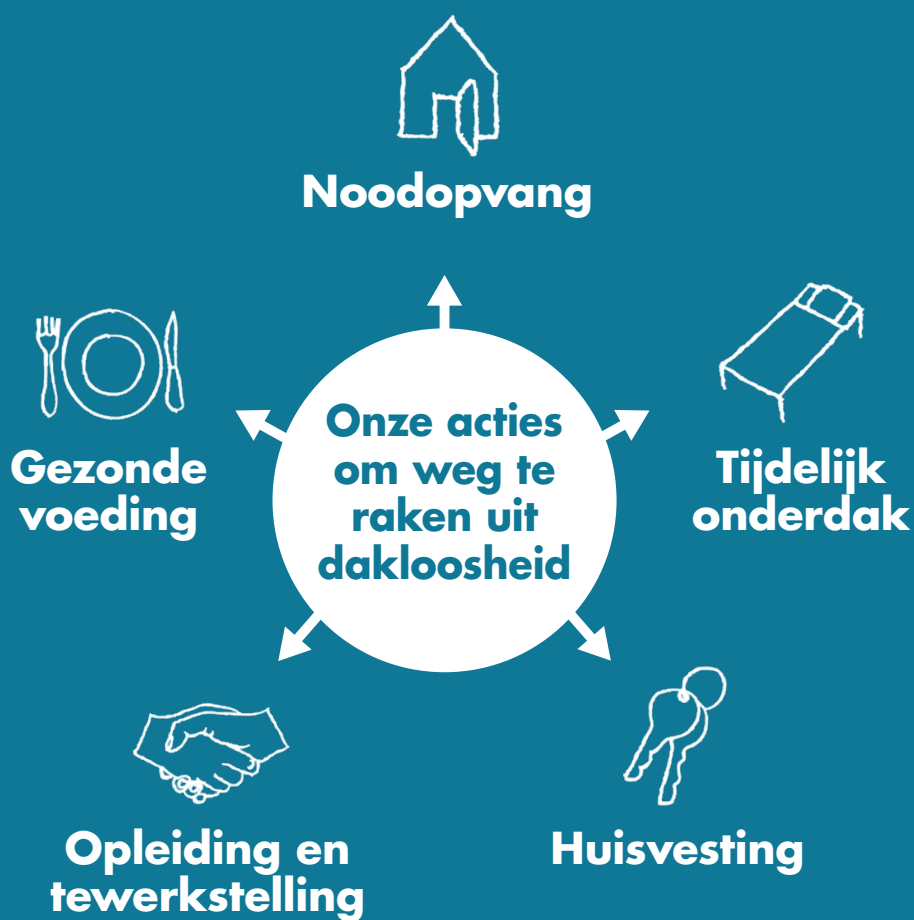 Noodopvang
Onze acties
om weg te
raken uit
dakloosheid
Gezonde
voeding
Tijdelijk
onderdak
Opleiding en
tewerkstelling
Huisvesting